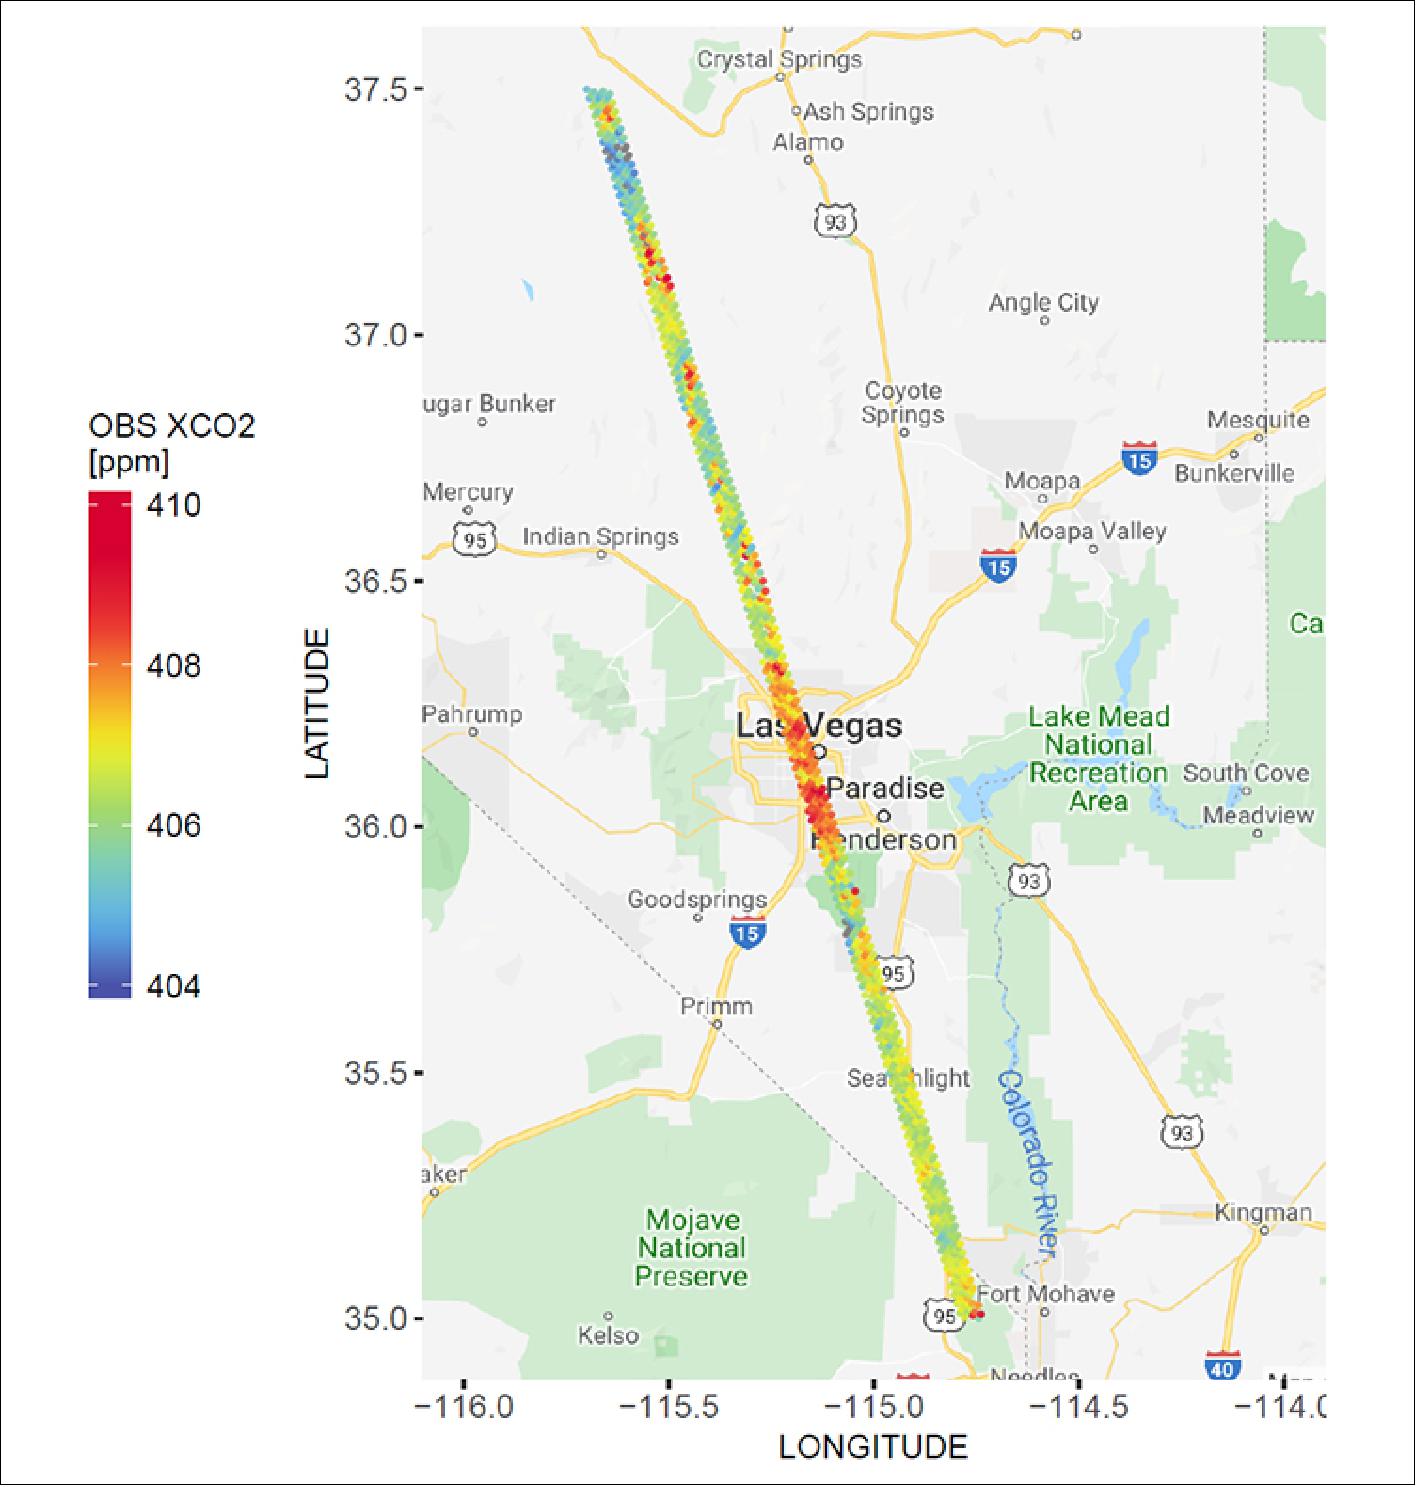 Crystal Springs
37.5
Ash Springs
Alamo
93
Angle City
37.0
Coyote
Springs
ugar Bunker
OBS XCO2
[ppm]
Mesquite
15
Bunkerville
Moapa
Mercury
410
95
Indian Springs
Moapa Valley
15
36.5
Ca
408
LATITUDE
Pahrump
Las Vegas
Lake Mead
National
Recreation
Area
South Cove
Paradise
Meadview
406
36.0
Henderson
93
Goodsprings
15
95
404
Primm
35.5
Searchlight
Colorado River
93
aker
Kingman
Mojave
National
Preserve
Fort Mohave
35.0
95
Kelso
40
Needles
−116.0
−115.5
−115.0
−114.5
−114.0
LONGITUDE